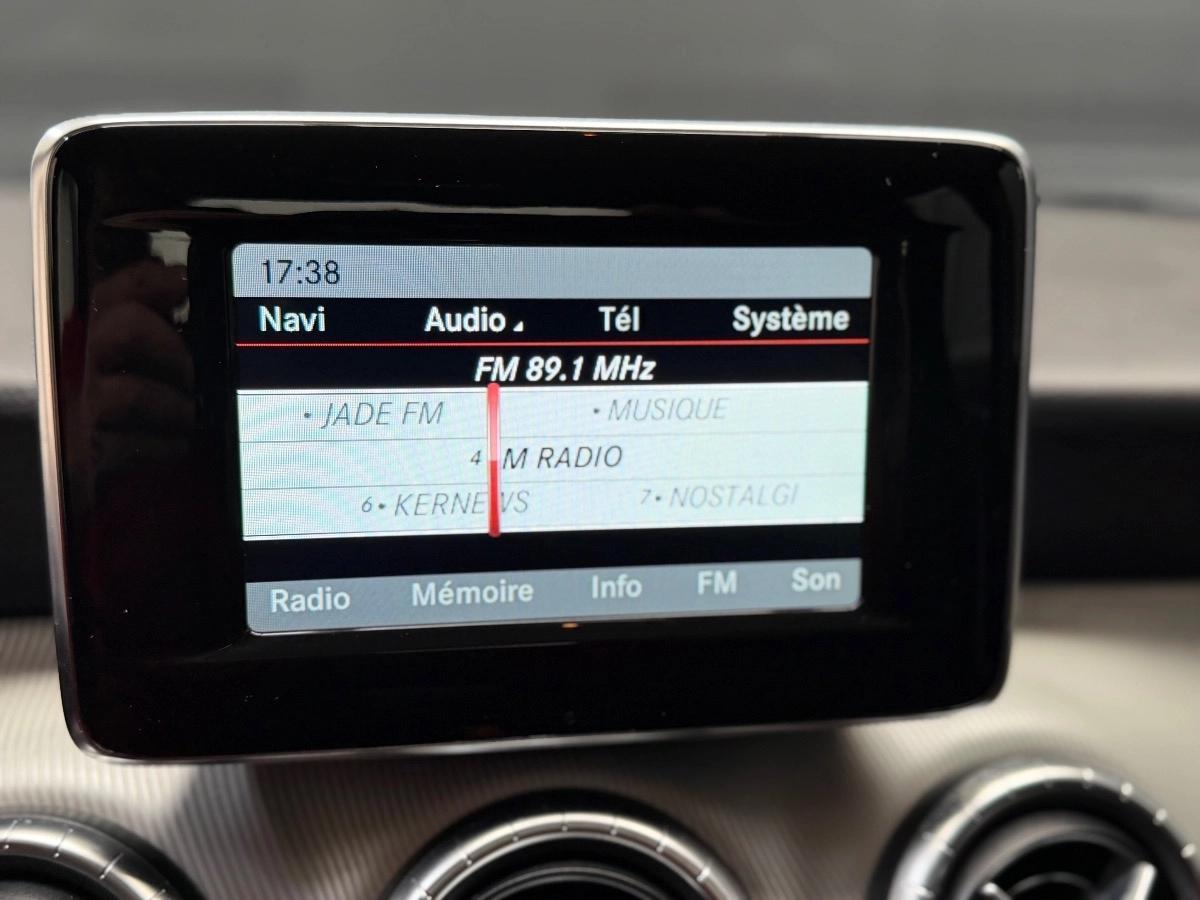 17:38
Navi Audio Tél Système
FM 89.1 MHz
• JADE FM • MUSIQUE
4 M RADIO
6• KERNEWS 7• NOSTALGI
Radio Mémoire Info FM Son